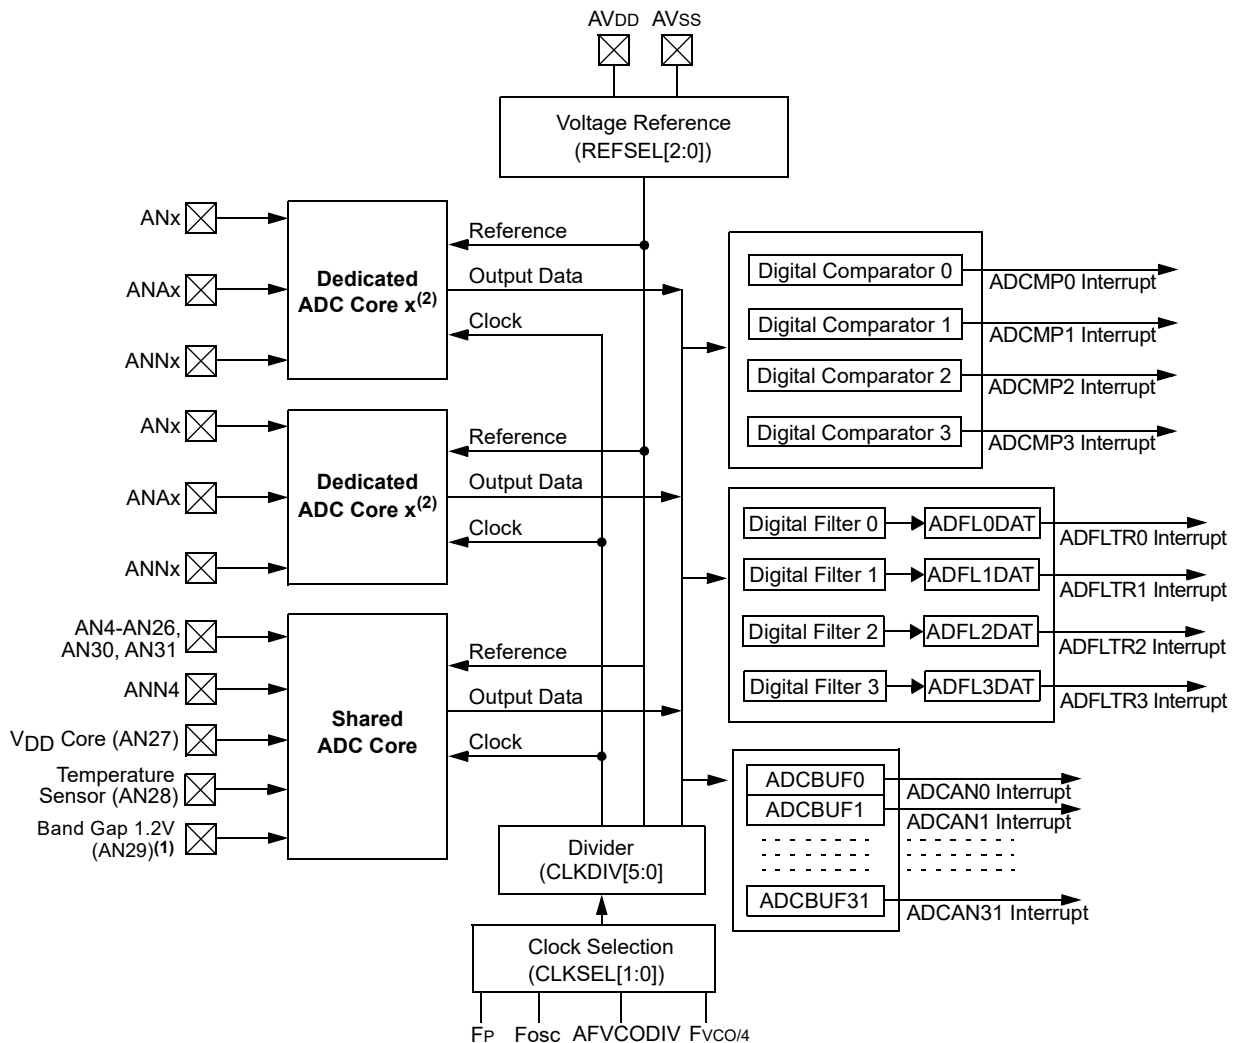 AVDD AVSS
Voltage Reference
(REFSEL[2:0])
ANx
ANAx
ANNx
Dedicated
ADC Core x(2)
Reference
Output Data
Clock
ANx
ANAx
ANNx
Dedicated
ADC Core x(2)
Reference
Output Data
Clock
AN4-AN26,
AN30, AN31
ANN4
VDD Core (AN27)
Temperature
Sensor (AN28)
Band Gap 1.2V
(AN29)(1)
Shared
ADC Core
Reference
Output Data
Clock
Digital Comparator 0
ADCMP0 Interrupt
Digital Comparator 1
ADCMP1 Interrupt
Digital Comparator 2
ADCMP2 Interrupt
Digital Comparator 3
ADCMP3 Interrupt
Digital Filter 0 ADFL0DAT
ADFLTR0 Interrupt
Digital Filter 1 ADFL1DAT
ADFLTR1 Interrupt
Digital Filter 2 ADFL2DAT
ADFLTR2 Interrupt
Digital Filter 3 ADFL3DAT
ADFLTR3 Interrupt
ADCBUF0
ADCAN0 Interrupt
ADCBUF1
ADCAN1 Interrupt
ADCBUF31
ADCAN31 Interrupt
Divider
(CLKDIV[5:0]
Clock Selection
(CLKSEL[1:0])
FP Fosc AFVCODIV FVCO/4